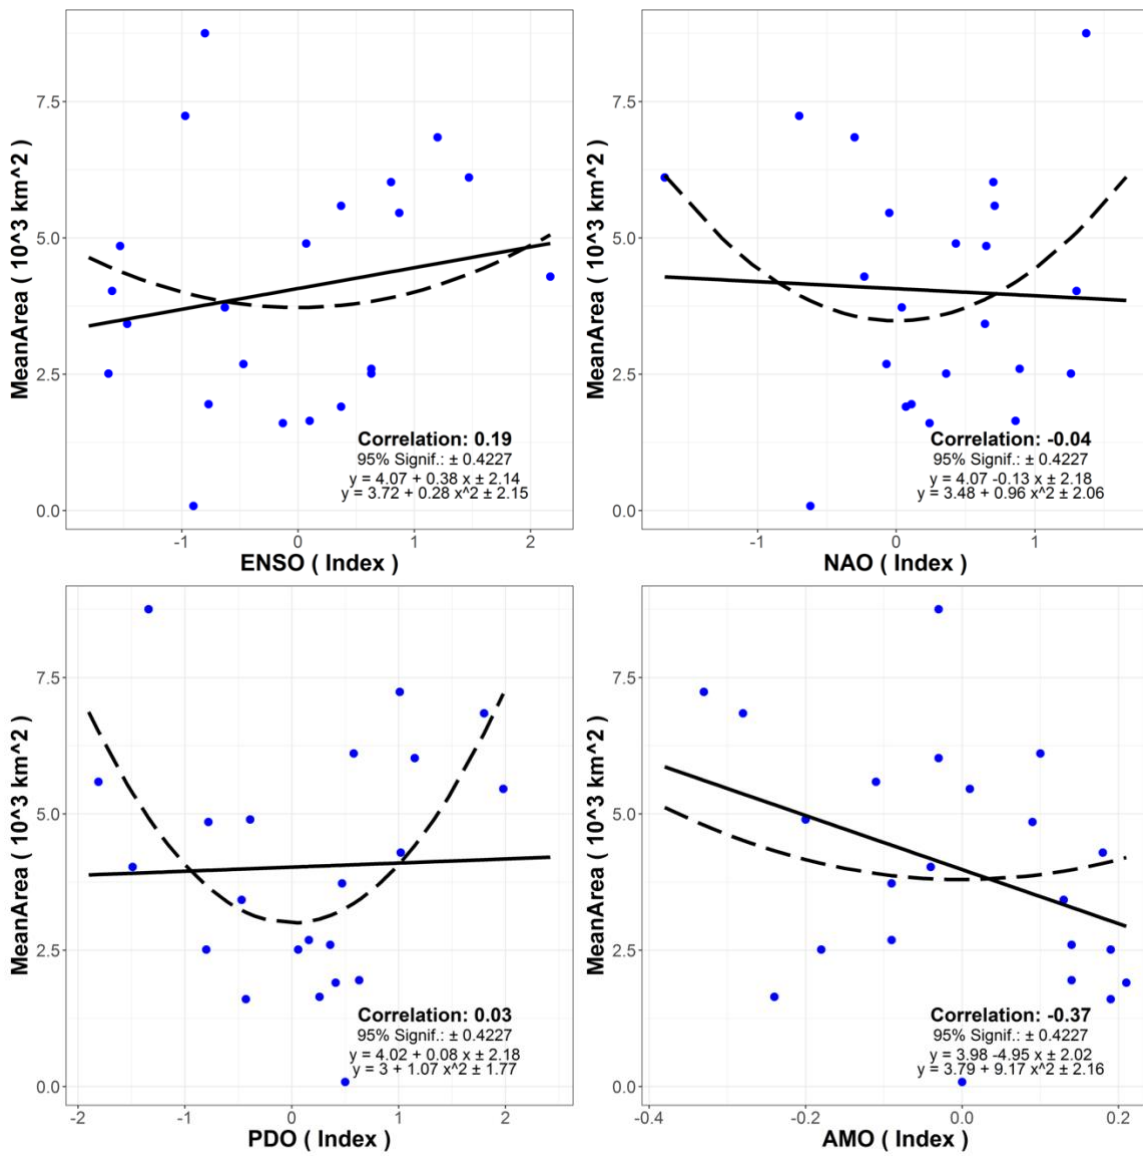 7.5
5.0
2.5
0.0
MeanArea ( 10^3 km^2 )
Correlation: 0.19
95% Signif.: ± 0.4227
y = 4.07 + 0.38 x ± 2.14
y = 3.72 + 0.28 x^2 ± 2.15
-1 0 1 2
ENSO ( Index )
7.5
5.0
2.5
0.0
MeanArea ( 10^3 km^2 )
Correlation: -0.04
95% Signif.: ± 0.4227
y = 4.07 -0.13 x ± 2.18
y = 3.48 + 0.96 x^2 ± 2.06
-1 0 1
NAO ( Index )
7.5
5.0
2.5
0.0
MeanArea ( 10^3 km^2 )
Correlation: 0.03
95% Signif.: ± 0.4227
y = 4.02 + 0.08 x ± 2.18
y = 3 + 1.07 x^2 ± 1.77
-2 -1 0 1 2
PDO ( Index )
7.5
5.0
2.5
0.0
MeanArea ( 10^3 km^2 )
Correlation: -0.37
95% Signif.: ± 0.4227
y = 3.98 -4.95 x ± 2.02
y = 3.79 + 9.17 x^2 ± 2.16
-0.4 -0.2 0.0 0.2
AMO ( Index )